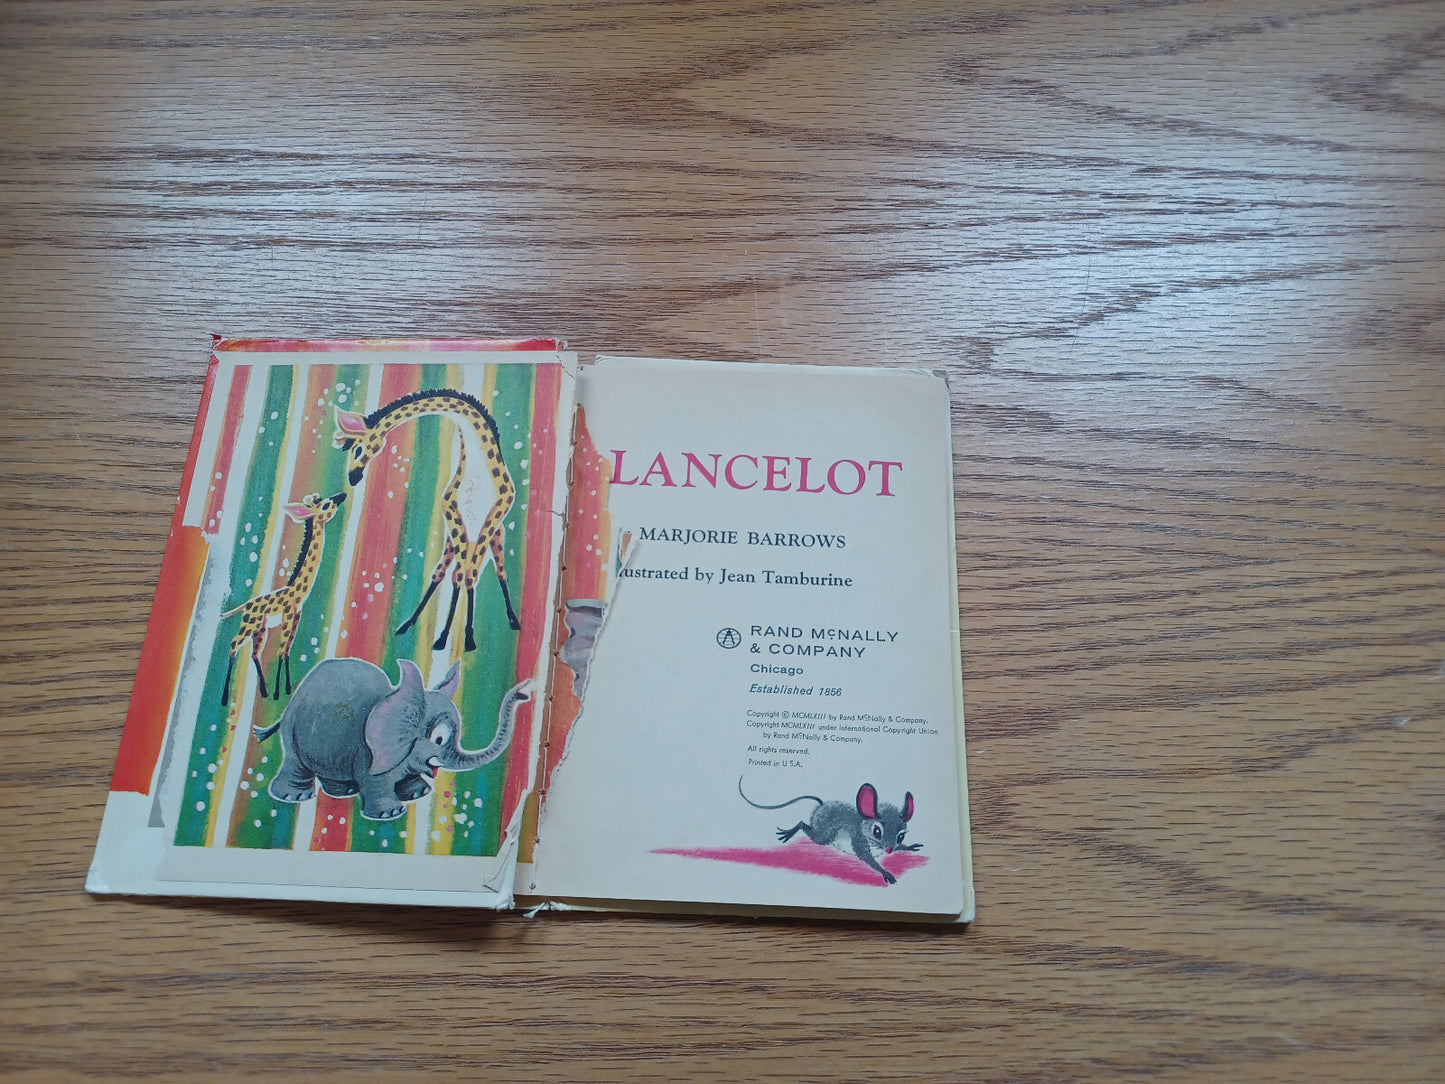 LANCELOT
MARJORIE BARROWS
ustrated by Jean Tamburine
RAND McNALLY
& COMPANY
Chicago
Established 1856
Copyright © MCMLXIII by Rand McNally & Company.
Copyright MCMLXIII under International Copyright Union
by Rand McNally & Company.
All rights reserved.
Printed in U.S.A.